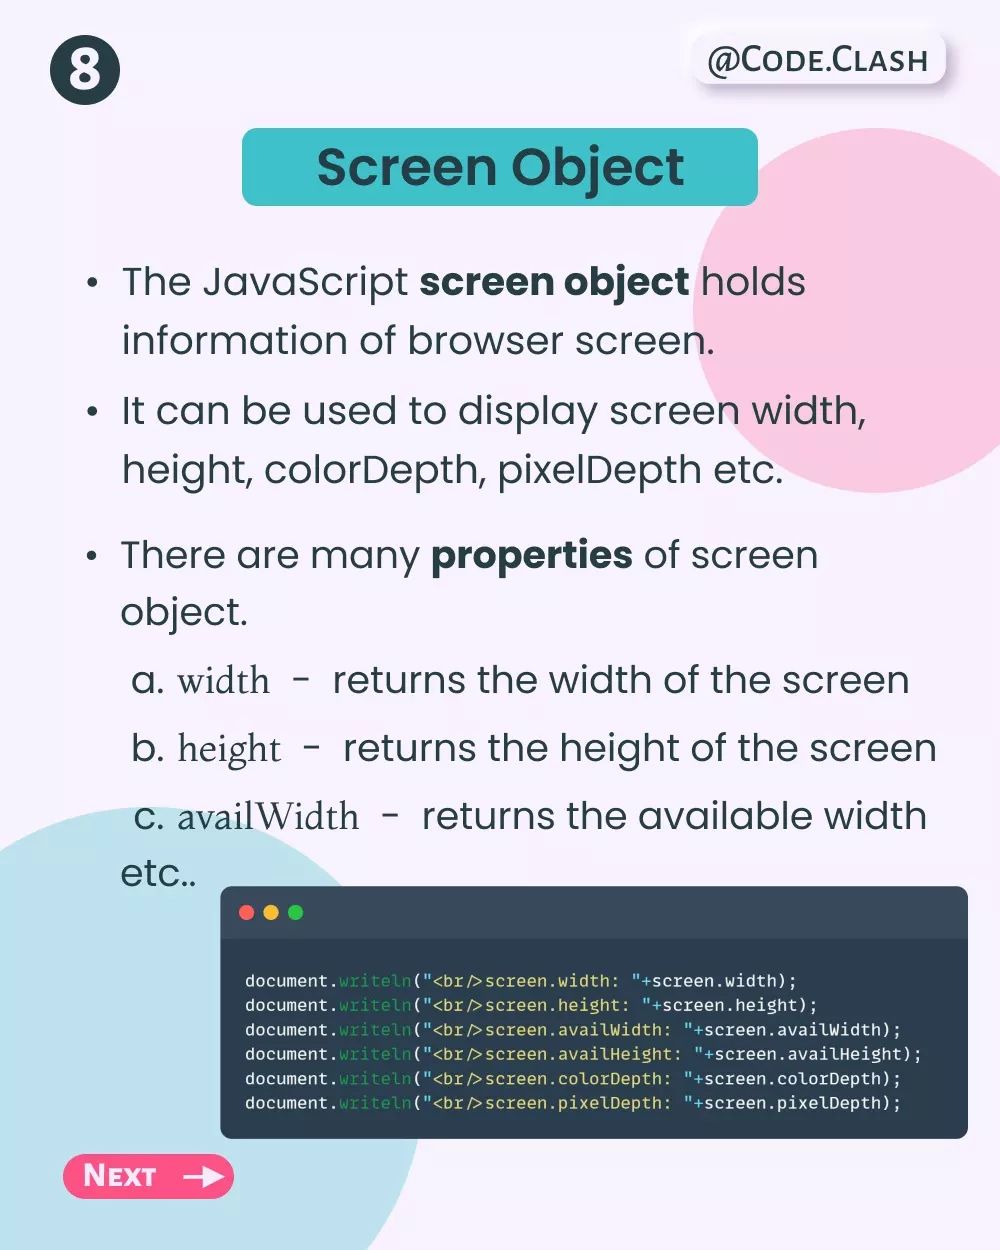 8
@Code.Clash
Screen Object
• The JavaScript screen object holds
information of browser screen.
• It can be used to display screen width,
height, colorDepth, pixelDepth etc.
• There are many properties of screen
object.
a. width - returns the width of the screen
b. height - returns the height of the screen
c. availWidth - returns the available width
etc..
document.writeln("<br/>screen.width: "+screen.width);
document.writeln("<br/>screen.height: "+screen.height);
document.writeln("<br/>screen.availWidth: "+screen.availWidth);
document.writeln("<br/>screen.availHeight: "+screen.availHeight);
document.writeln("<br/>screen.colorDepth: "+screen.colorDepth);
document.writeln("<br/>screen.pixelDepth: "+screen.pixelDepth);
Next